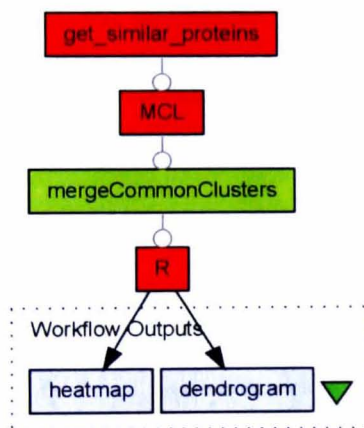 get_similar_proteins
MCL
mergeCommonClusters
R
Workflow Outputs
heatmap dendrogram